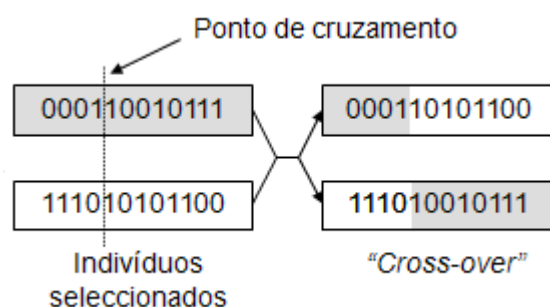 Ponto de cruzamento
000110010111
000110101100
111010101100
111010010111
Indivíduos
seleccionados
"Cross-over"